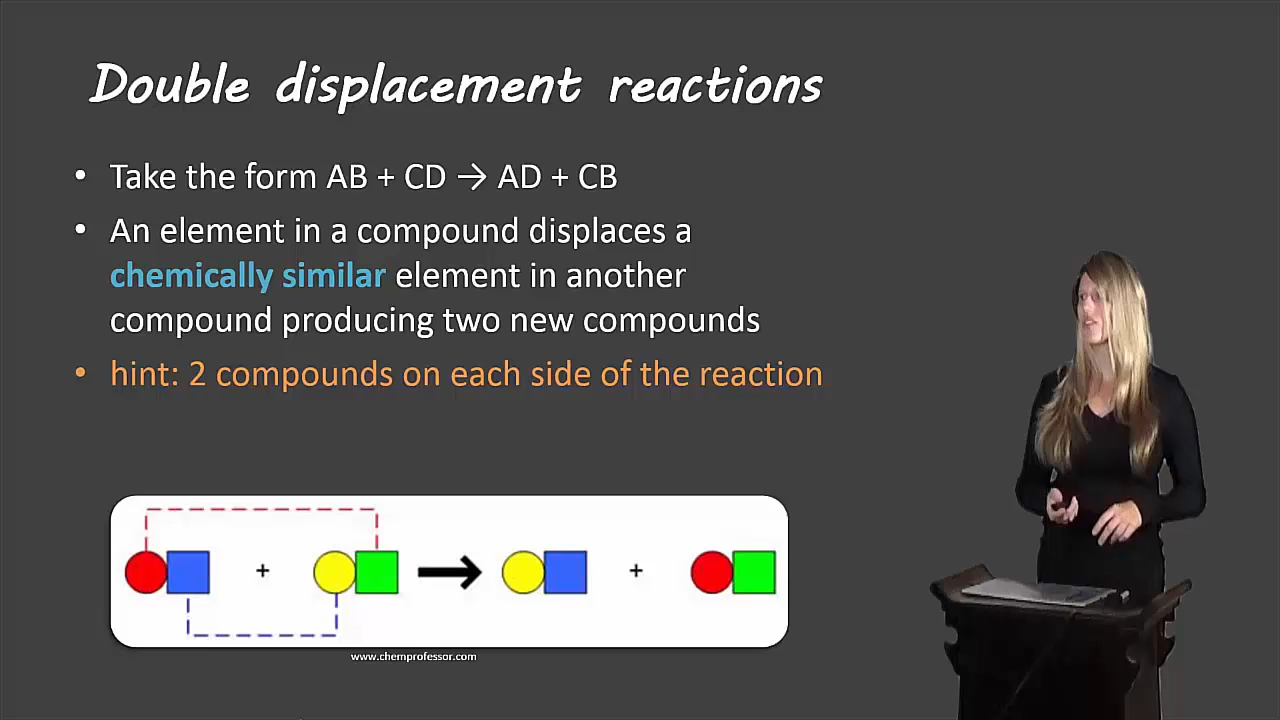 Double displacement reactions
• Take the form AB + CD → AD + CB
• An element in a compound displaces a
chemically similar element in another
compound producing two new compounds
• hint: 2 compounds on each side of the reaction
+ +
www.chemprofessor.com